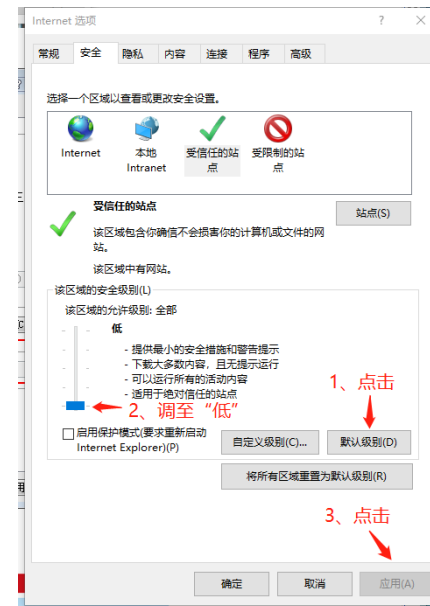 Internet 选项
常规 安全 隐私 内容 连接 程序 高级
选择一个区域以查看或更改安全设置。
Internet
本地
Intranet
受信任的站
点
受限制的站
点
受信任的站点
站点(S)
该区域包含你确信不会损害你的计算机或文件的网
站。
该区域中有网站。
该区域的安全级别(L)
该区域的允许级别: 全部
低
- 提供最小的安全措施和警告提示
- 下载大多数内容，且无提示运行
- 可以运行所有的活动内容
- 适用于绝对信任的站点
1、点击
2、调至“低”
启用保护模式(要求重新启动
Internet Explorer)(P)
自定义级别(C)...
默认级别(D)
将所有区域重置为默认级别(R)
3、点击
确定 取消 应用(A)